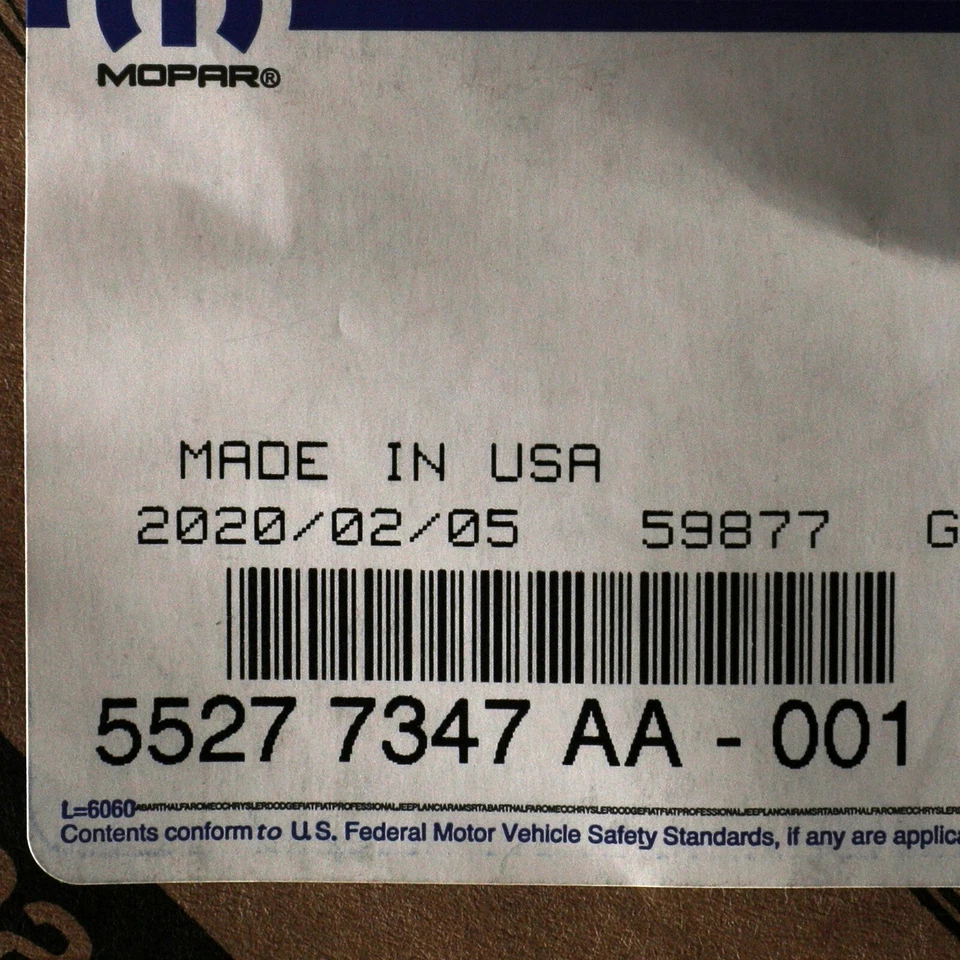 MOPAR®
MADE IN USA
2020/02/05 59877 G
5527 7347 AA - 001
L=6060 ABARTHALFAROMEOCHRYSLERDODGEFIATFIATPROFESSIONALJEEPLANCIARAMSRTABARTHALFAROMEOCHRYSLERDODGEFIATFIATPROFESSIONALJEEPLANCIARAMSRTABARTHALFAROMEOCHRYSLERDODGEFI
Contents conform to U.S. Federal Motor Vehicle Safety Standards, if any are applica